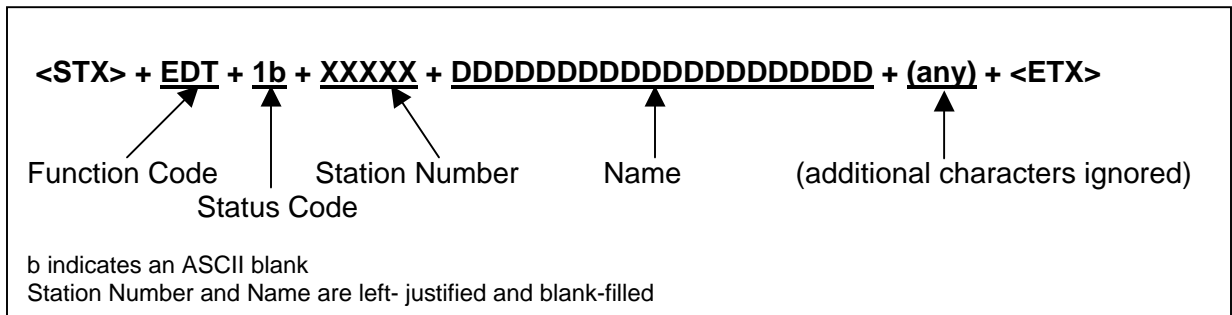 <STX> + EDT + 1b + XXXXX + DDDDDDDDDDDDDDDDDDDD + (any) + <ETX>
Function Code Station Number Name (additional characters ignored)
Status Code
b indicates an ASCII blank
Station Number and Name are left- justified and blank-filled